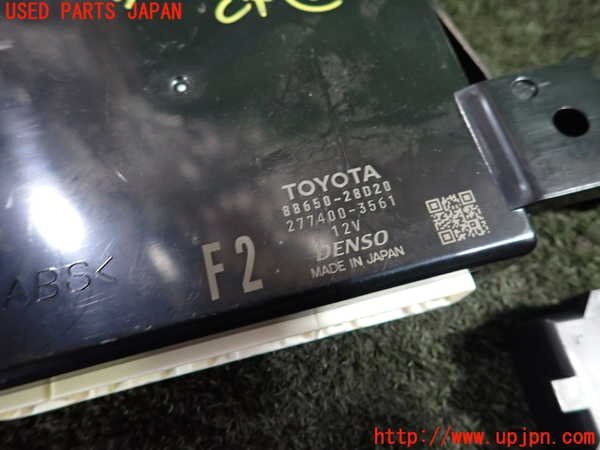 USED PARTS JAPAN
TOYOTA
88650-28D20
277400-3561
12V
F2
DENSO
MADE IN JAPAN
ABS<
http://www.upjpn.com/